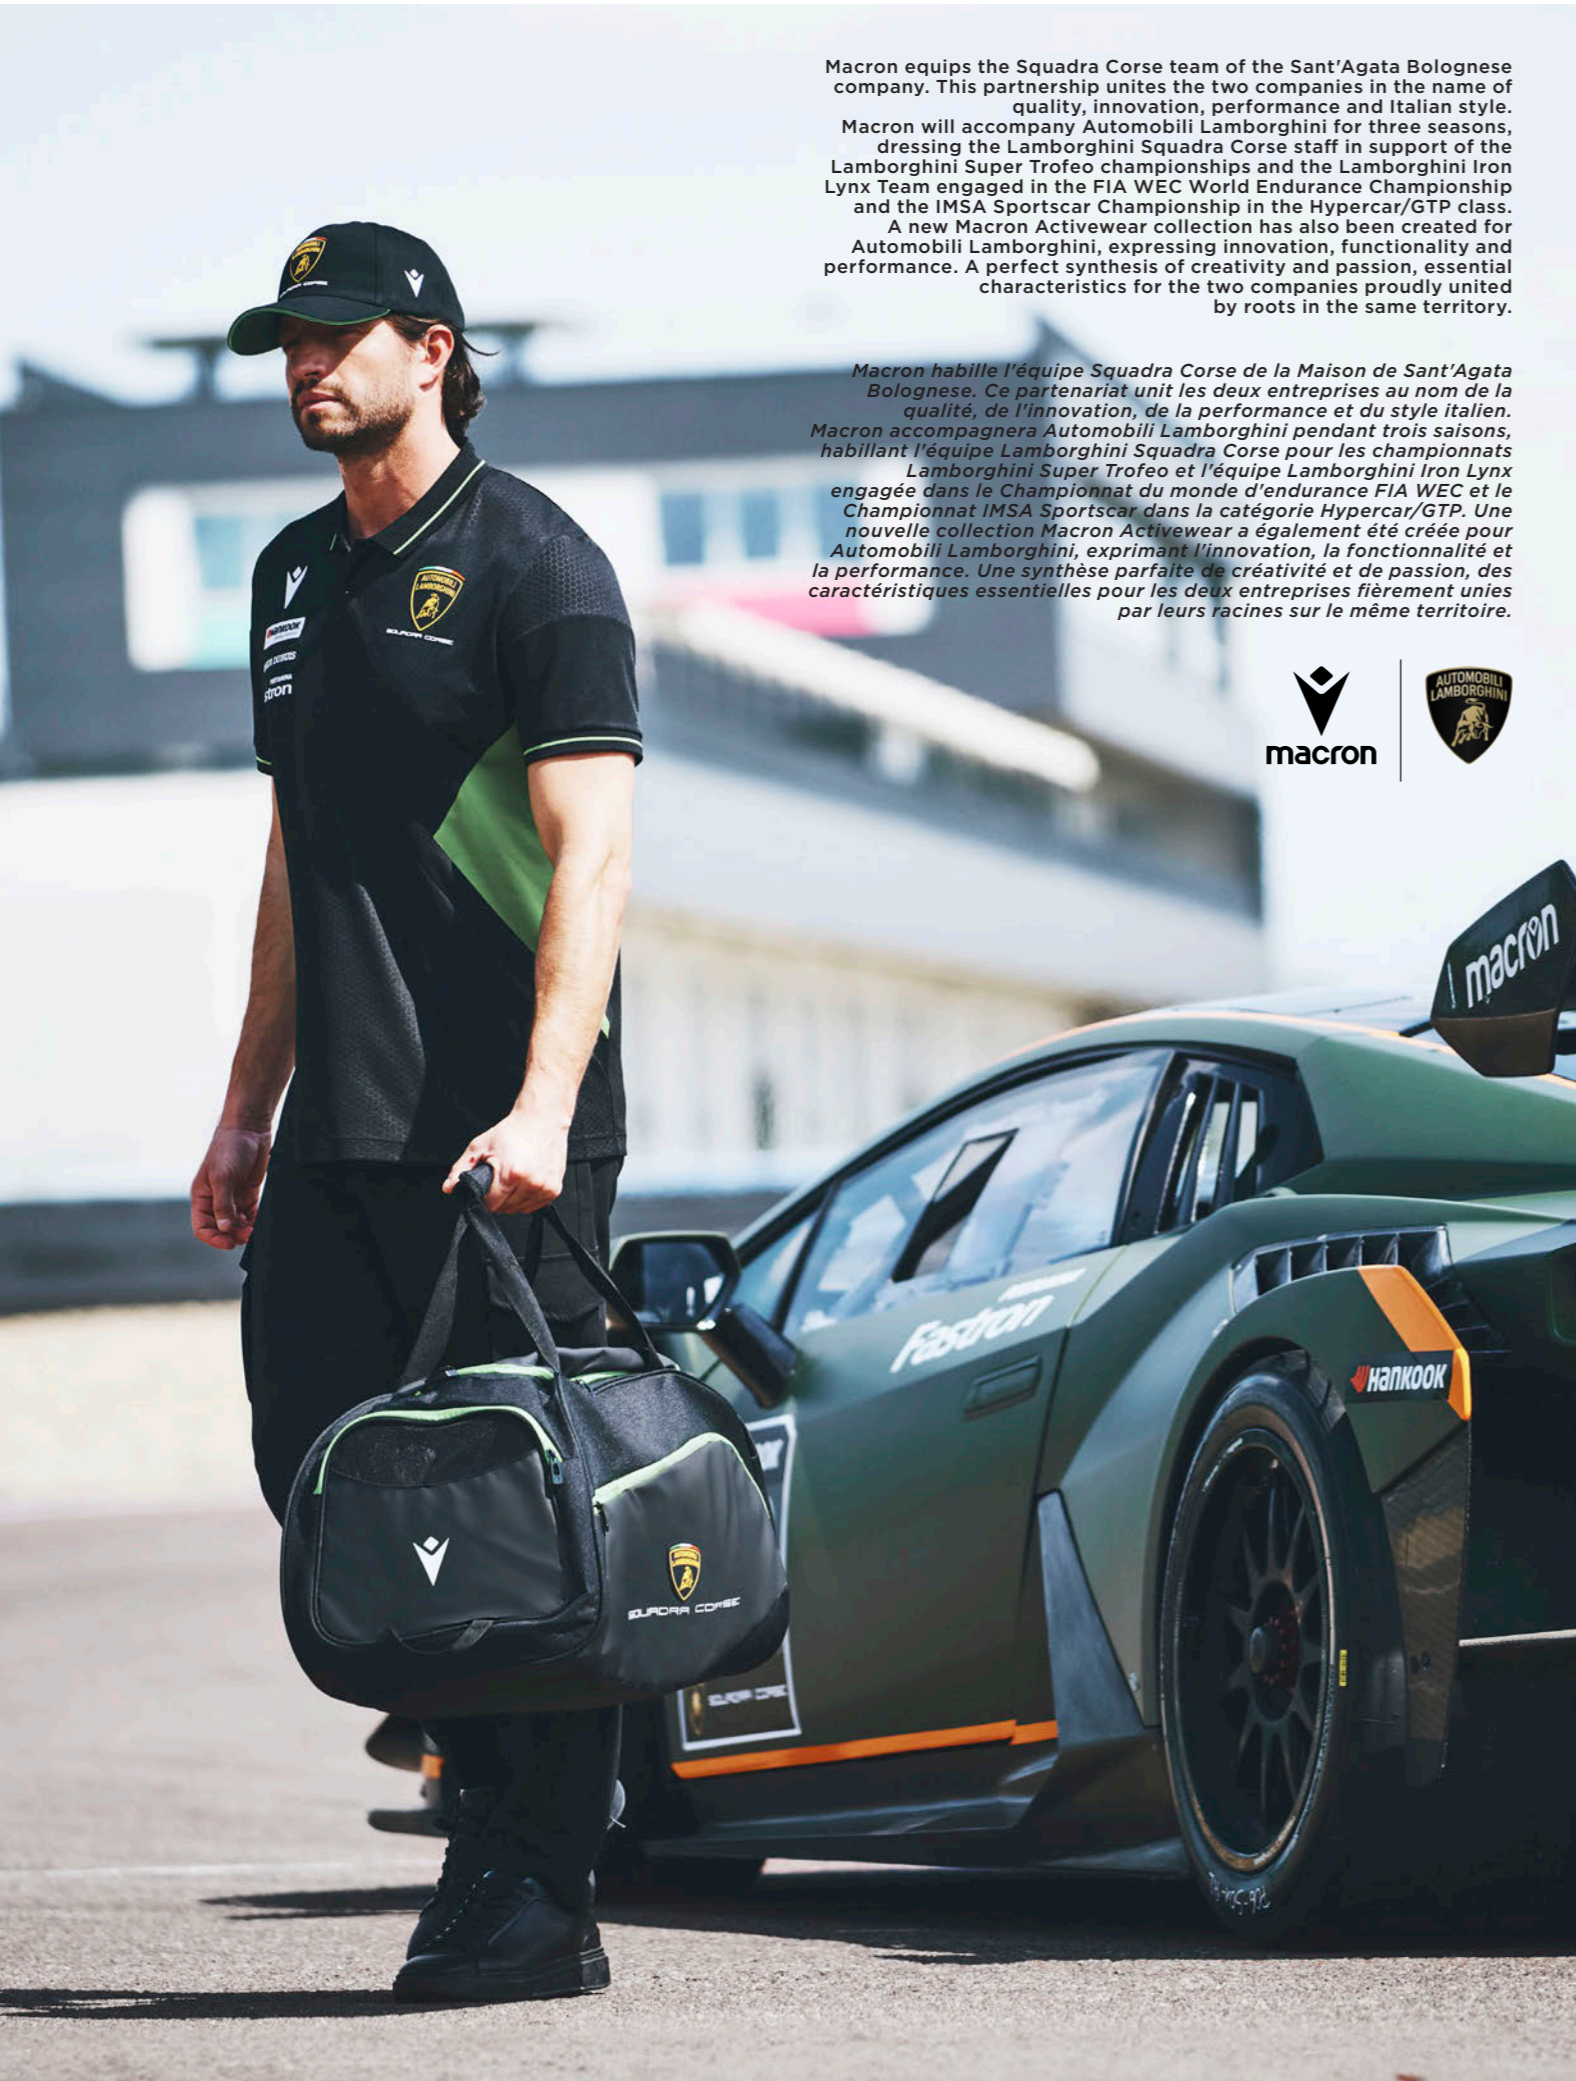 Macron equips the Squadra Corse team of the Sant'Agata Bolognese
company. This partnership unites the two companies in the name of
quality, innovation, performance and Italian style.
Macron will accompany Automobili Lamborghini for three seasons,
dressing the Lamborghini Squadra Corse staff in support of the
Lamborghini Super Trofeo championships and the Lamborghini Iron
Lynx Team engaged in the FIA WEC World Endurance Championship
and the IMSA Sportscar Championship in the Hypercar/GTP class.
A new Macron Activewear collection has also been created for
Automobili Lamborghini, expressing innovation, functionality and
performance. A perfect synthesis of creativity and passion, essential
characteristics for the two companies proudly united
by roots in the same territory.
Macron habille l'équipe Squadra Corse de la Maison de Sant'Agata
Bolognese. Ce partenariat unit les deux entreprises au nom de la
qualité, de l'innovation, de la performance et du style italien.
Macron accompagnera Automobili Lamborghini pendant trois saisons,
habillant l'équipe Lamborghini Squadra Corse pour les championnats
Lamborghini Super Trofeo et l'équipe Lamborghini Iron Lynx
engagée dans le Championnat du monde d'endurance FIA WEC et le
Championnat IMSA Sportscar dans la catégorie Hypercar/GTP. Une
nouvelle collection Macron Activewear a également été créée pour
Automobili Lamborghini, exprimant l'innovation, la fonctionnalité et
la performance. Une synthèse parfaite de créativité et de passion, des
caractéristiques essentielles pour les deux entreprises fièrement unies
par leurs racines sur le même territoire.
macron
AUTOMOBILI
LAMBORGHINI
AUTOMOBILI
LAMBORGHINI
SQUADRA CORSE
HANKOOK
stron
macron
Fastron
HANKOOK
SQUADRA CORSE